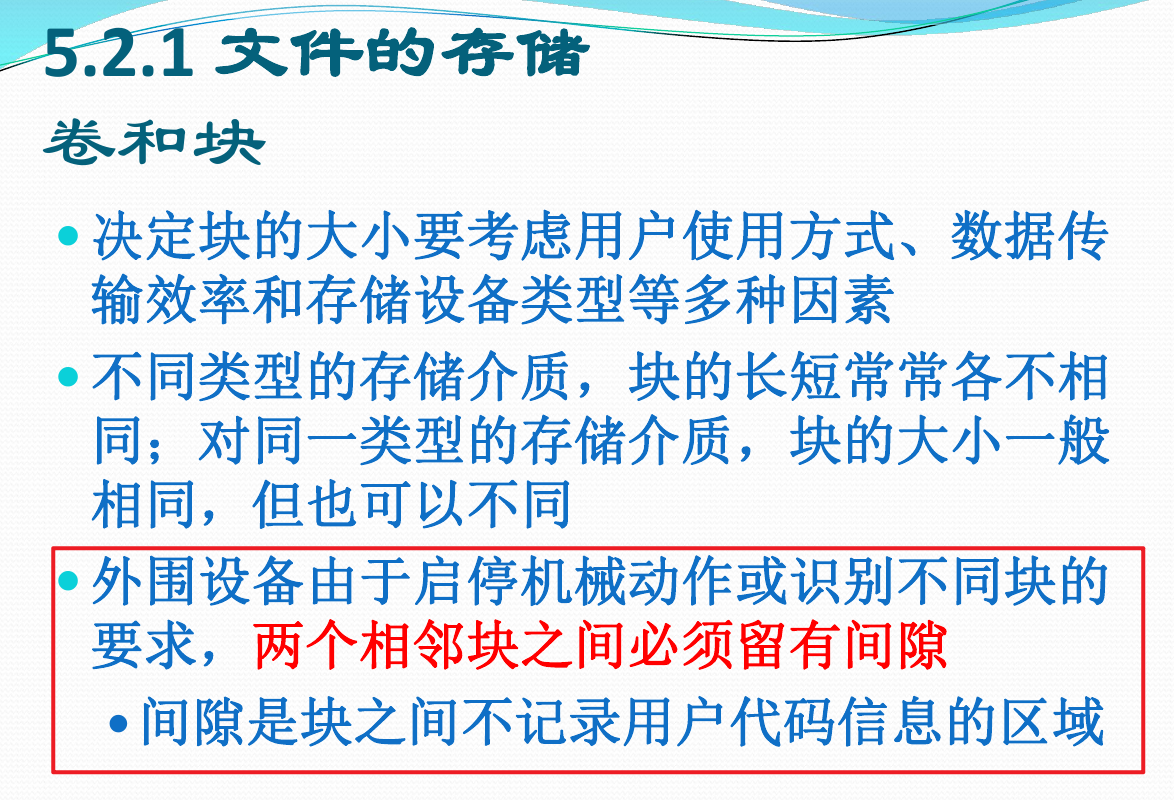 5.2.1 文件的存储
卷和块
• 决定块的大小要考虑用户使用方式、数据传
输效率和存储设备类型等多种因素
• 不同类型的存储介质，块的长短常常各不相
同；对同一类型的存储介质，块的大小一般
相同，但也可以不同
• 外围设备由于启停机械动作或识别不同块的
要求，两个相邻块之间必须留有间隙
• 间隙是块之间不记录用户代码信息的区域